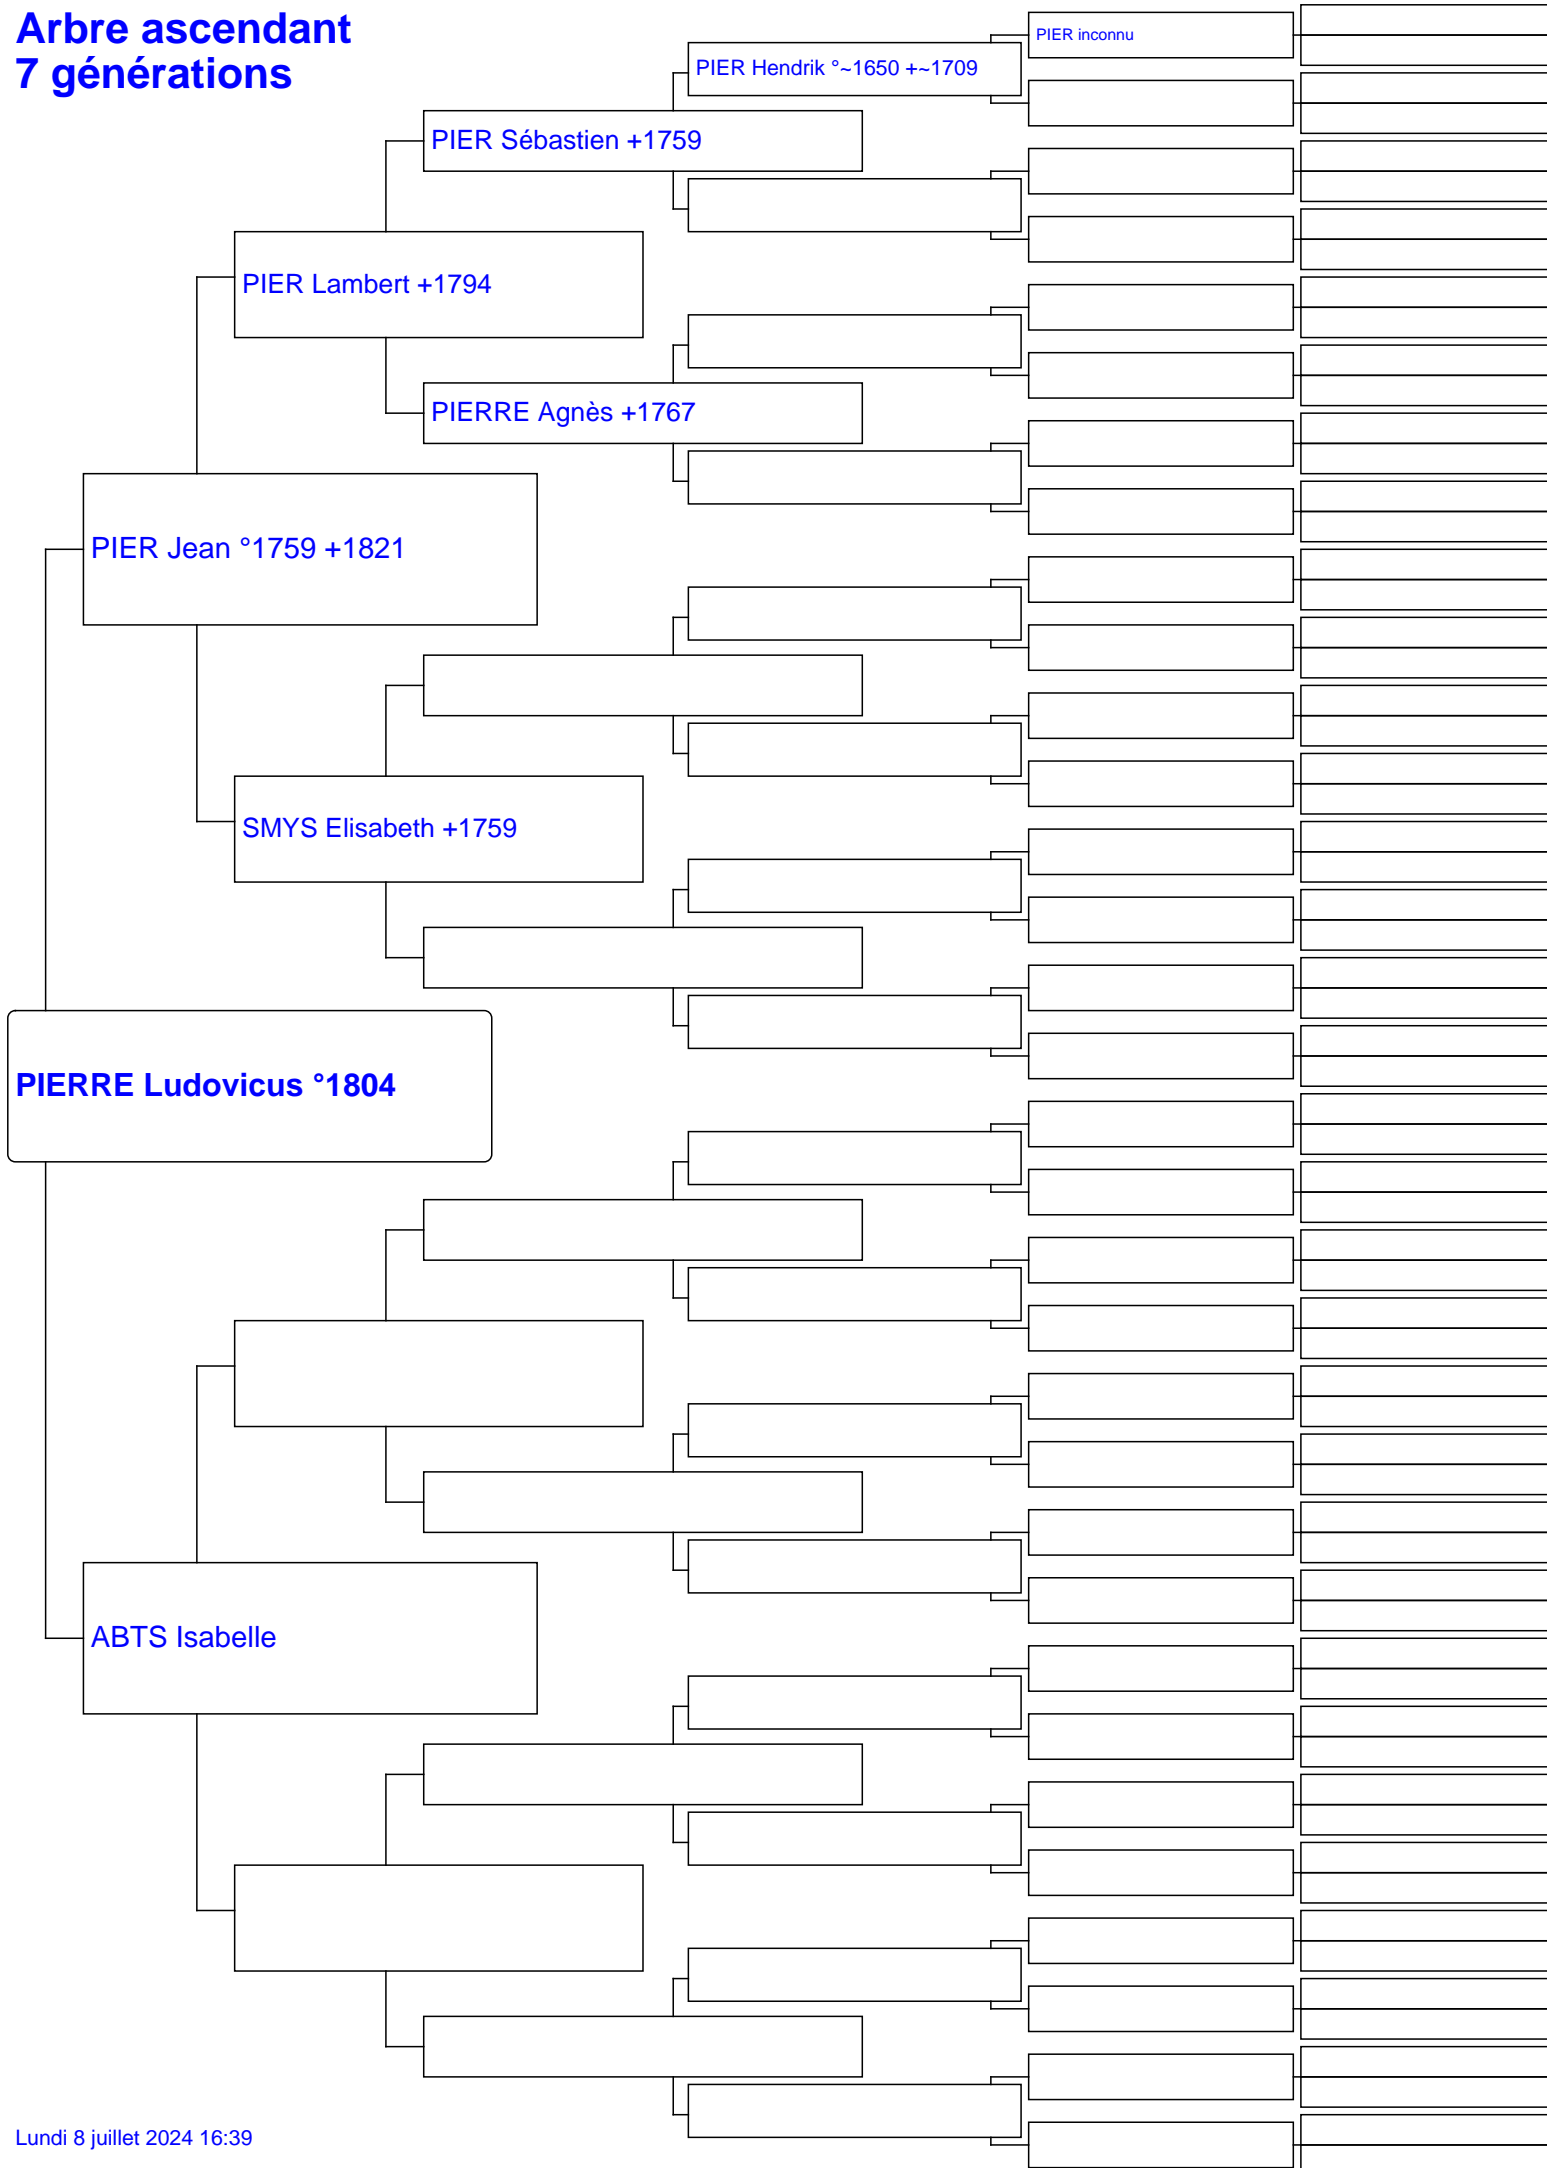 Arbre ascendant
7 générations
PIER inconnu
PIER Hendrik °~1650 +~1709
PIER Sébastien +1759
PIER Lambert +1794
PIERRE Agnès +1767
PIER Jean °1759 +1821
SMYS Elisabeth +1759
PIERRE Ludovicus °1804
ABTS Isabelle
Lundi 8 juillet 2024 16:39